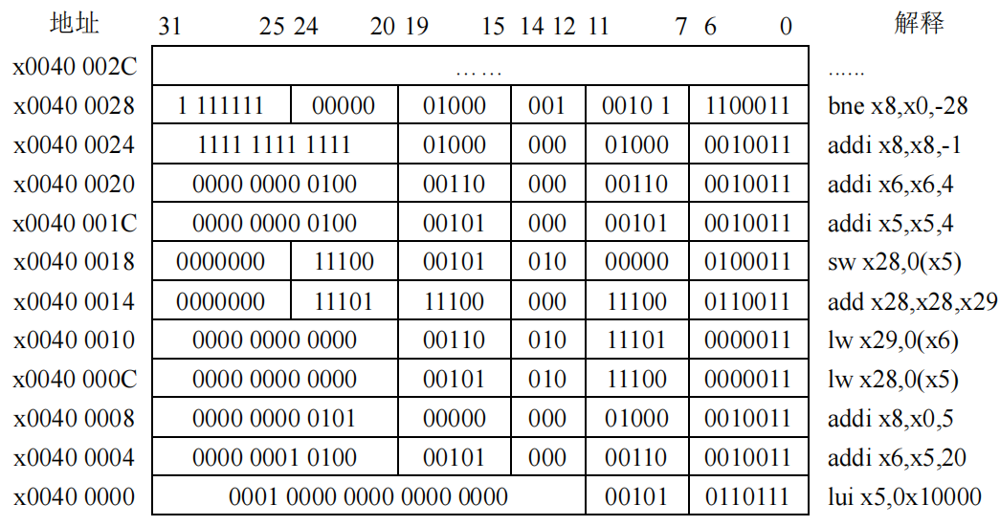 地址 31 25 24 20 19 15 14 12 11 7 6 0 解释
x0040 002C …… ......
x0040 0028 1 111111 00000 01000 001 0010 1 1100011 bne x8,x0,-28
x0040 0024 1111 1111 1111 01000 000 01000 0010011 addi x8,x8,-1
x0040 0020 0000 0000 0100 00110 000 00110 0010011 addi x6,x6,4
x0040 001C 0000 0000 0100 00101 000 00101 0010011 addi x5,x5,4
x0040 0018 0000000 11100 00101 010 00000 0100011 sw x28,0(x5)
x0040 0014 0000000 11101 11100 000 11100 0110011 add x28,x28,x29
x0040 0010 0000 0000 0000 00110 010 11101 0000011 lw x29,0(x6)
x0040 000C 0000 0000 0000 00101 010 11100 0000011 lw x28,0(x5)
x0040 0008 0000 0000 0101 00000 000 01000 0010011 addi x8,x0,5
x0040 0004 0000 0001 0100 00101 000 00110 0010011 addi x6,x5,20
x0040 0000 0001 0000 0000 0000 0000 00101 0110111 lui x5,0x10000